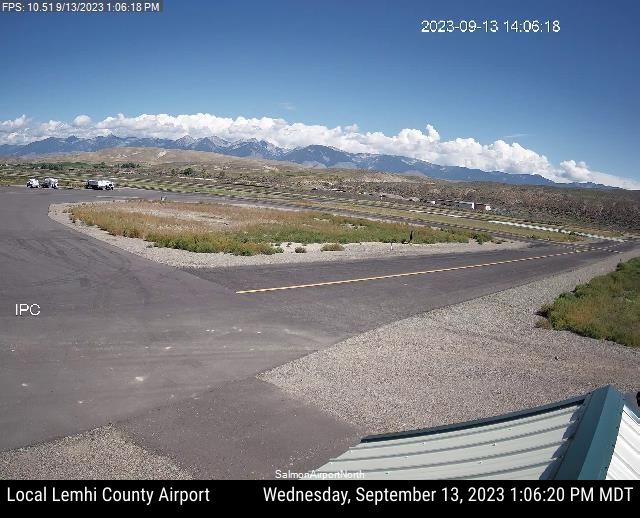 FPS: 10.51 9/13/2023 1:06:18 PM
2023-09-13 14:06:18
IPC
SalmonAirportNorth
Local Lemhi County Airport Wednesday, September 13, 2023 1:06:20 PM MDT